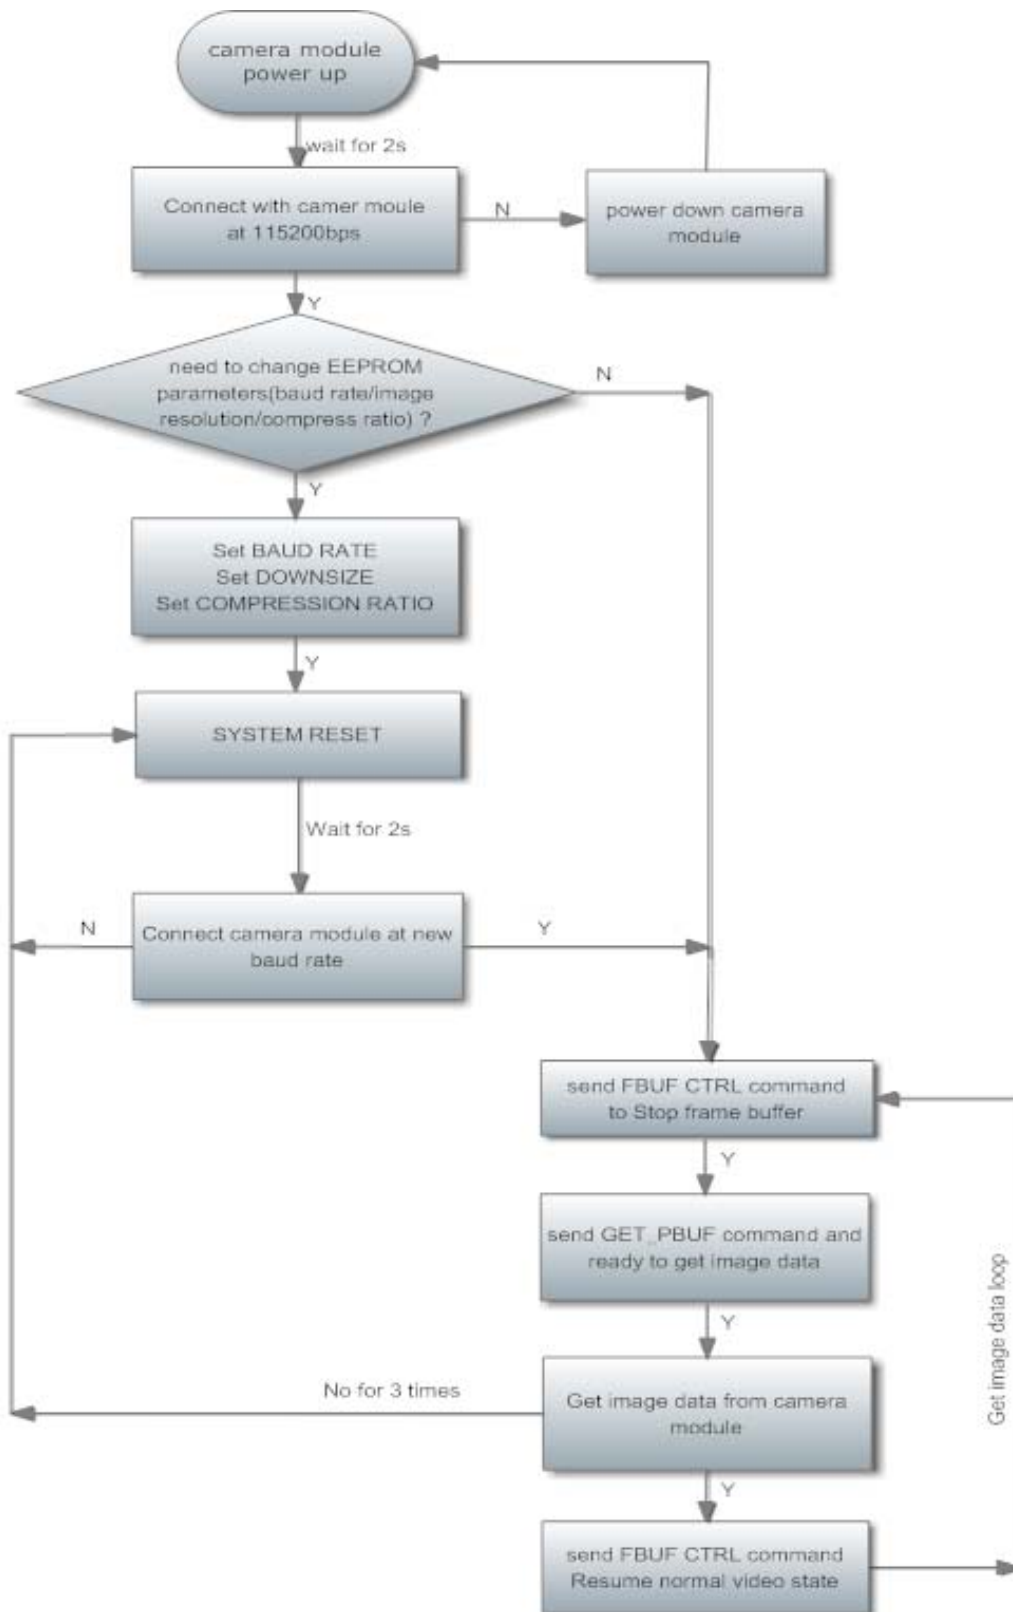 camera module
power up
wait for 2s
Connect with camer moule
at 115200bps
N
power down camera
module
Y
need to change EEPROM
parameters(baud rate/image
resolution/compress ratio) ?
N
Y
Set BAUD RATE
Set DOWNSIZE
Set COMPRESSION RATIO
Y
SYSTEM RESET
Wait for 2s
N
Connect camera module at new
baud rate
Y
send FBUF CTRL command
to Stop frame buffer
Y
send GET_PBUF command and
ready to get image data
Y
Get image data loop
No for 3 times
Get image data from camera
module
Y
send FBUF CTRL command
Resume normal video state